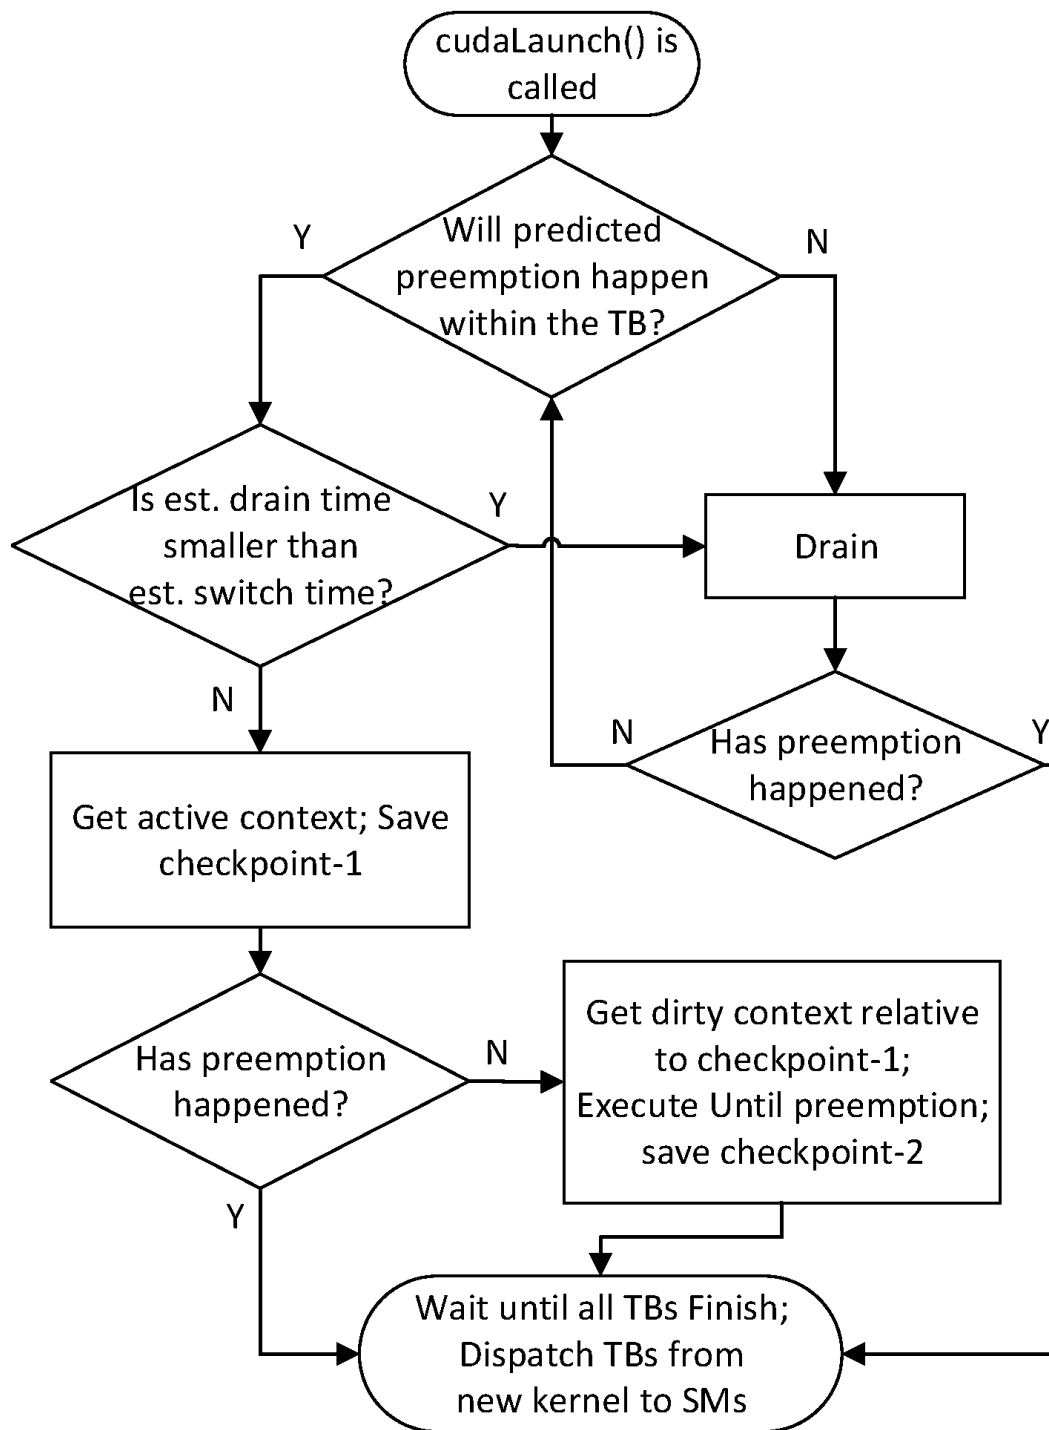 cudaLaunch() is
called
Y
Will predicted
preemption happen
within the TB?
N
Is est. drain time
smaller than
est. switch time?
Y
Drain
N
N
Has preemption
happened?
Y
Get active context; Save
checkpoint-1
Has preemption
happened?
N
Get dirty context relative
to checkpoint-1;
Execute Until preemption;
save checkpoint-2
Y
Wait until all TBs Finish;
Dispatch TBs from
new kernel to SMs